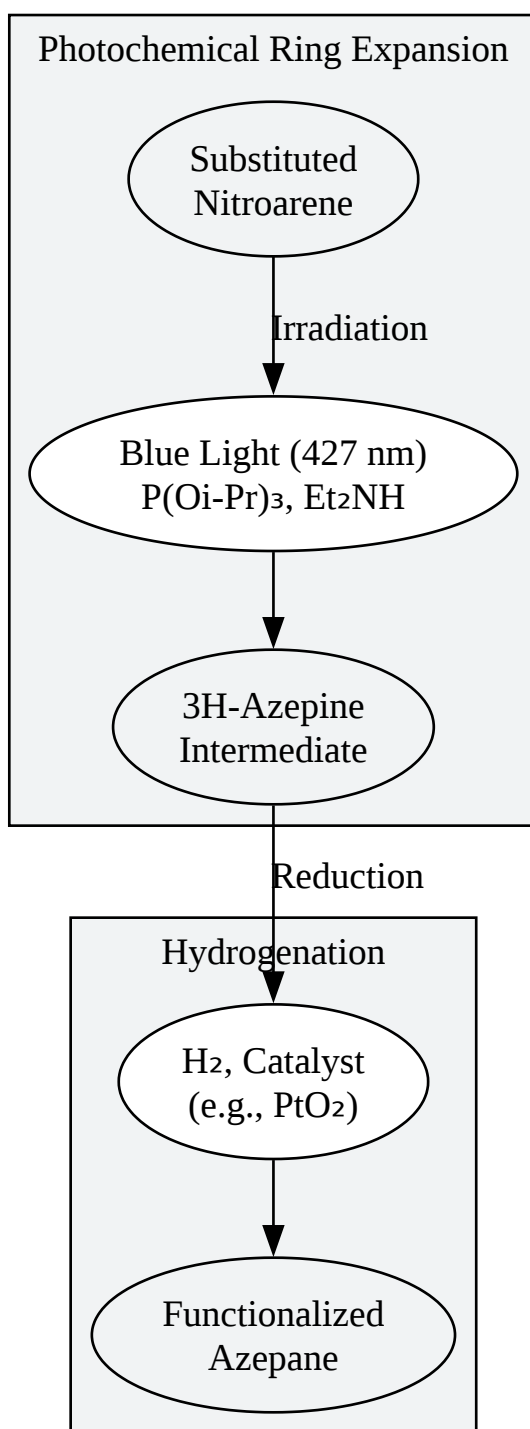 Photochemical Ring Expansion
Substituted
Nitroarene
Irradiation
Blue Light (427 nm)
P(Oi-Pr)₃, Et₂NH
3H-Azepine
Intermediate
Reduction
Hydrogenation
H₂, Catalyst
(e.g., PtO₂)
Functionalized
Azepane